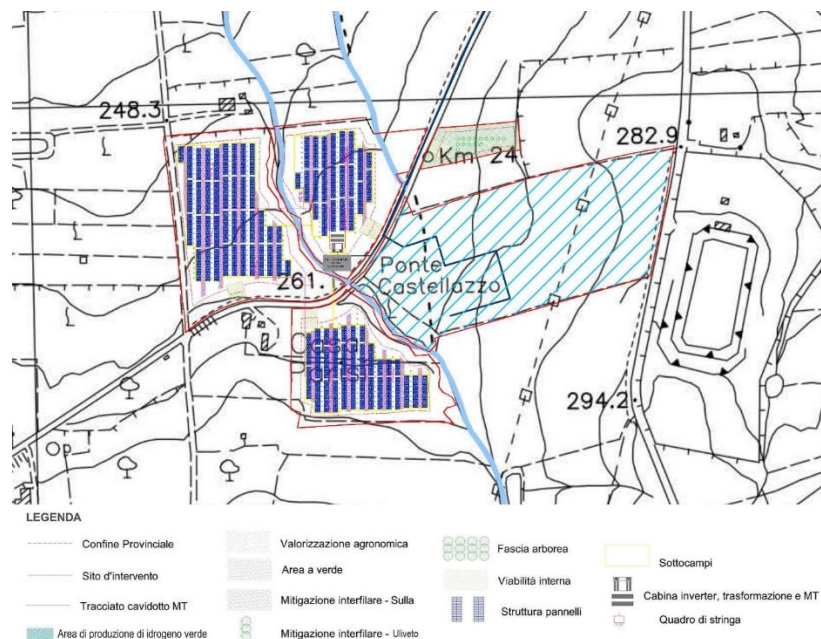 248.3
282.9
Km 24
Ponte
Castellazzo
261.
294.2
Op
LEGENDA
Confine Provinciale
Sito d'intervento
Tracciato cavidotto MT
Area di produzione di idrogeno verde
Valorizzazione agronomica
Area a verde
Mitigazione interfilare - Sulla
Mitigazione interfilare - Uliveto
Fascia arborea
Viabilità interna
Struttura pannelli
Sottocampi
Cabina inverter, trasformazione e MT
Quadro di stringa